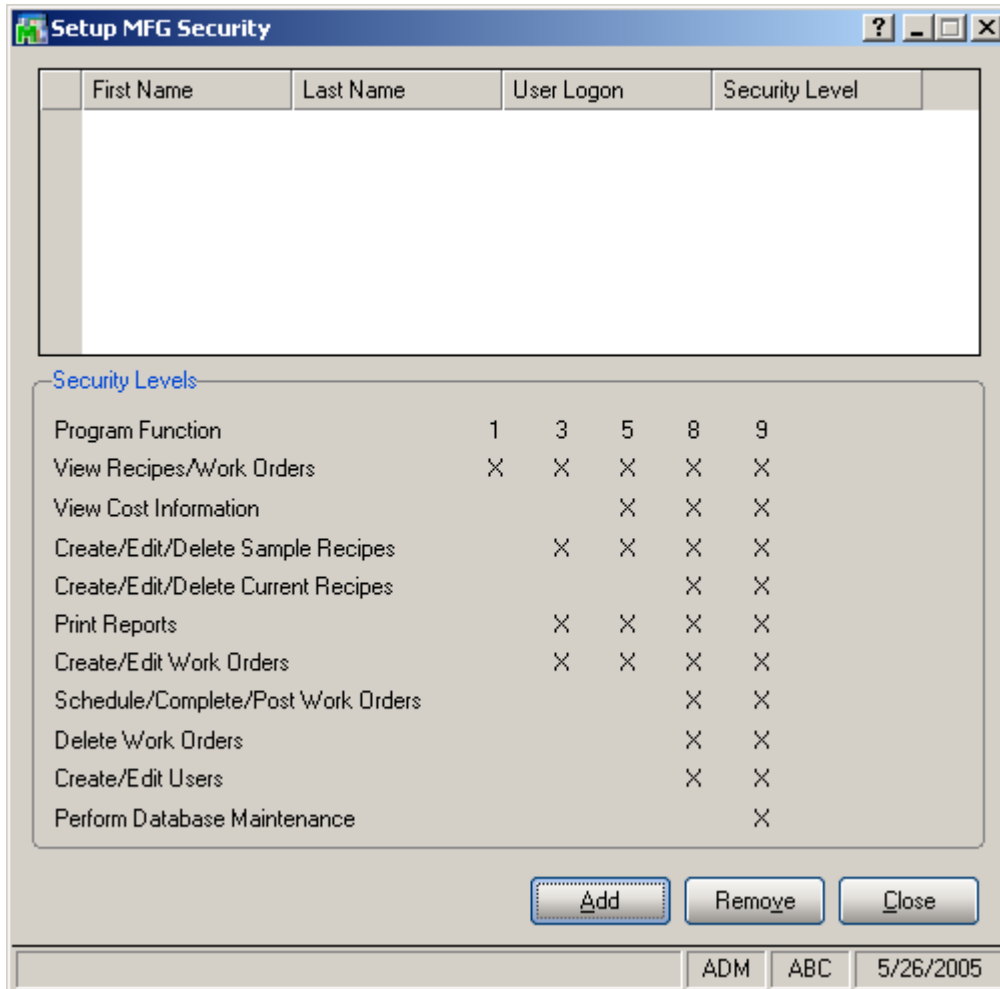 Setup MFG Security
First Name Last Name User Logon Security Level
Security Levels
Program Function 1 3 5 8 9
View Recipes/Work Orders X X X X X
View Cost Information X X X
Create/Edit/Delete Sample Recipes X X X X
Create/Edit/Delete Current Recipes X X
Print Reports X X X X
Create/Edit Work Orders X X X X
Schedule/Complete/Post Work Orders X X
Delete Work Orders X X
Create/Edit Users X X
Perform Database Maintenance X
Add Remove Close
ADM ABC 5/26/2005